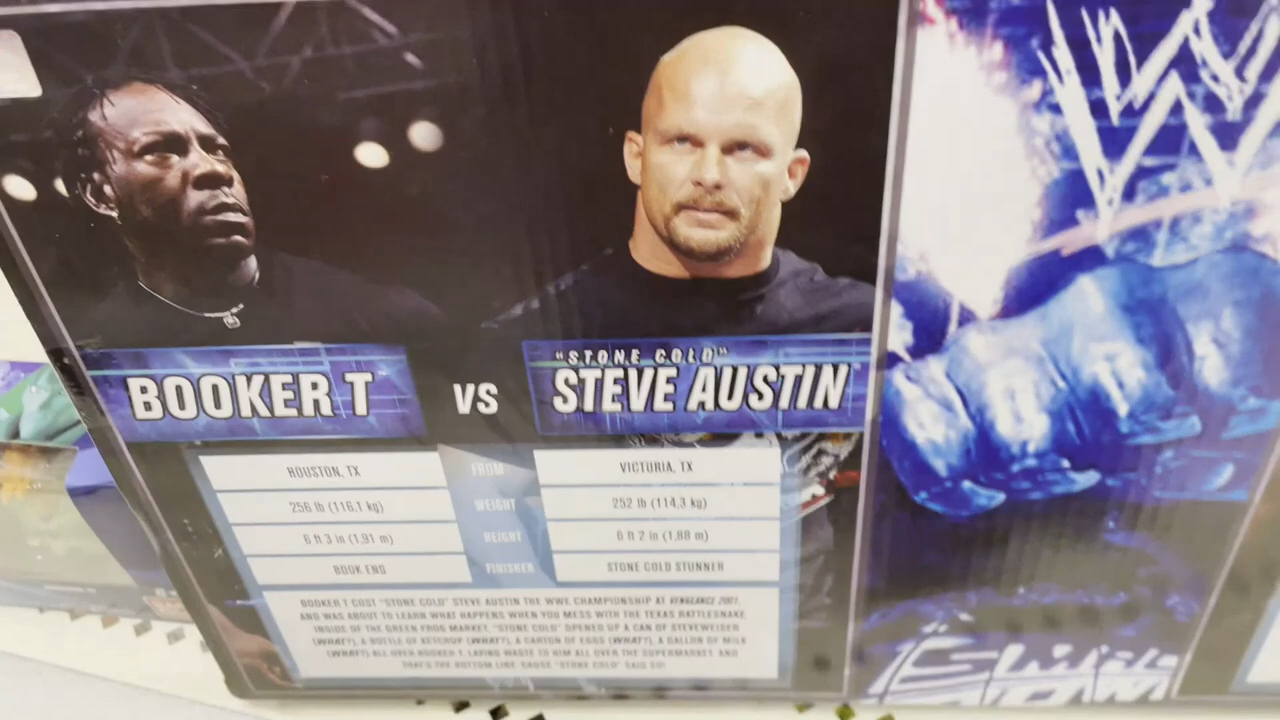 BOOKER T
VS
"STONE COLD"
STEVE AUSTIN
HOUSTON, TX FROM VICTORIA, TX
256 lb (116,1 kg) WEIGHT 252 lb (114,3 kg)
6 ft 3 in (1,91 m) HEIGHT 6 ft 2 in (1,88 m)
BOOK END FINISHER STONE COLD STUNNER
BOOKER T COST "STONE COLD" STEVE AUSTIN THE WWE CHAMPIONSHIP AT VENGEANCE 2001,
AND WAS ABOUT TO LEARN WHAT HAPPENS WHEN YOU MESS WITH THE TEXAS RATTLESNAKE
INSIDE OF THE GREEN FROG MARKET. "STONE COLD" OPENED UP A CAN OF STEVEWEISER
(WHAT?), A BOTTLE OF KETCHUP (WHAT?), A CARTON OF EGGS (WHAT?), A GALLON OF MILK
(WHAT?) ALL OVER BOOKER T, LAYING WASTE TO HIM ALL OVER THE SUPERMARKET. AND
THAT'S THE BOTTOM LINE 'CAUSE "STONE COLD" SAID SO!
W